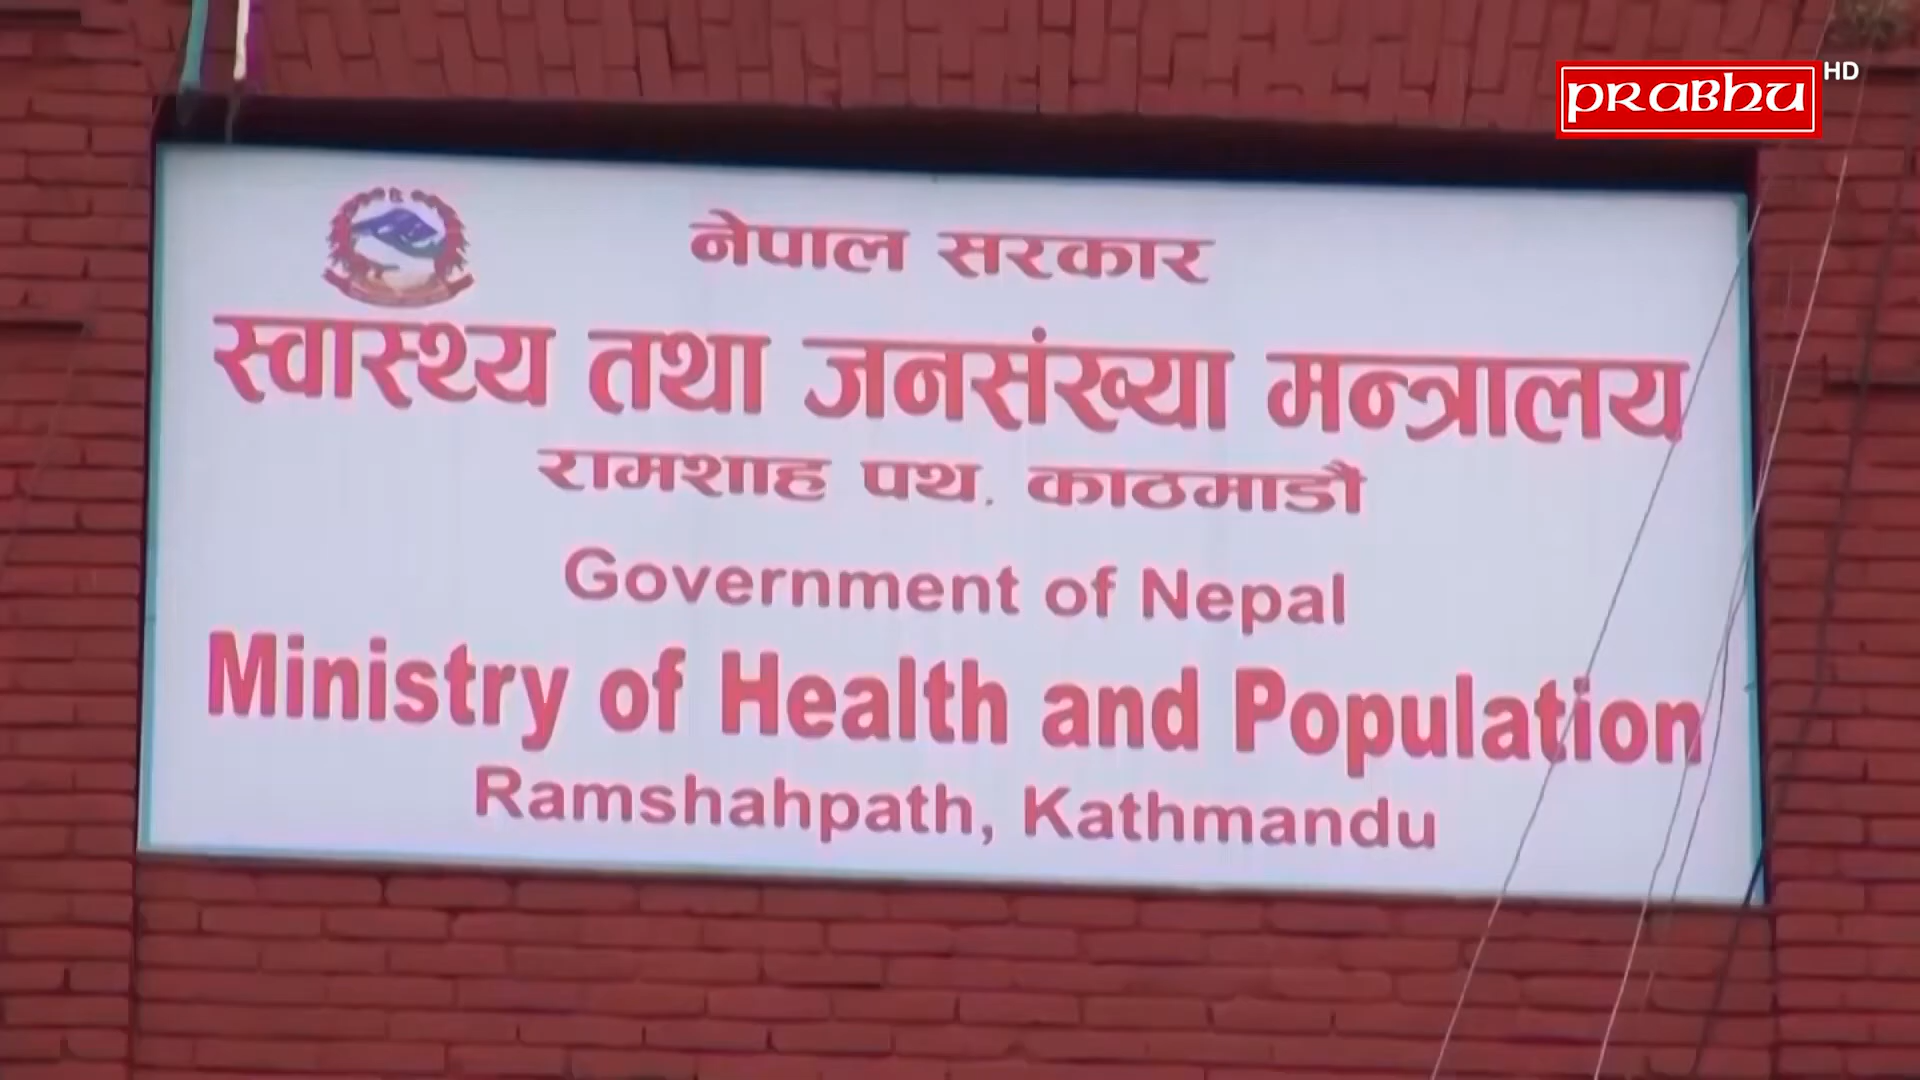 PRABHU HD
नेपाल सरकार
स्वास्थ्य तथा जनसंख्या मन्त्रालय
रामशाह पथ, काठमाडौं
Government of Nepal
Ministry of Health and Population
Ramshahpath, Kathmandu